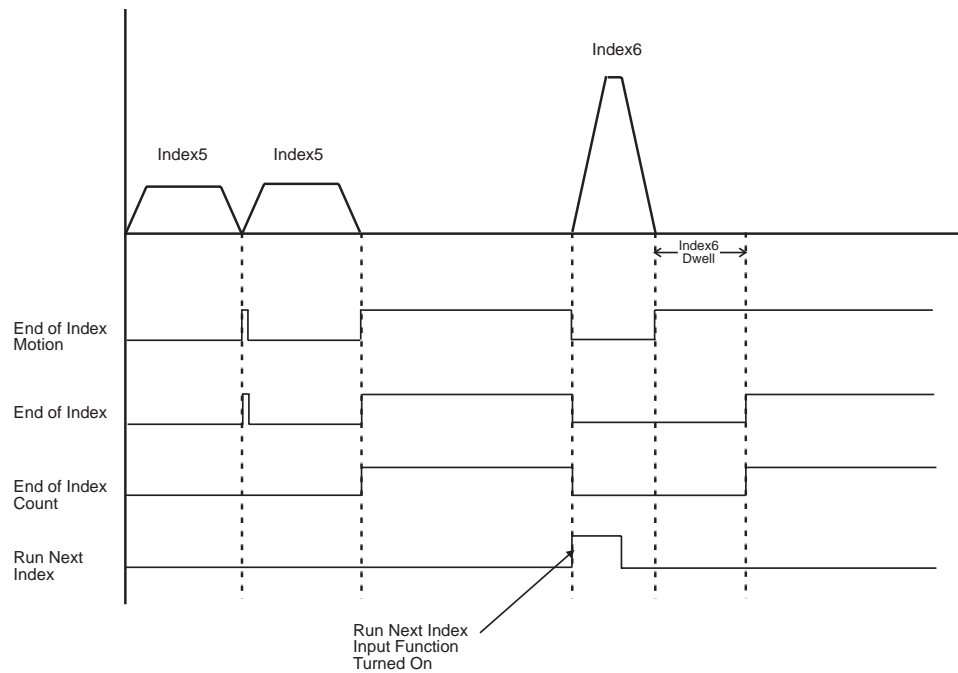 Index6
Index5
Index5
Index6
Dwell
End of Index
Motion
End of Index
End of Index
Count
Run Next
Index
Run Next Index
Input Function
Turned On